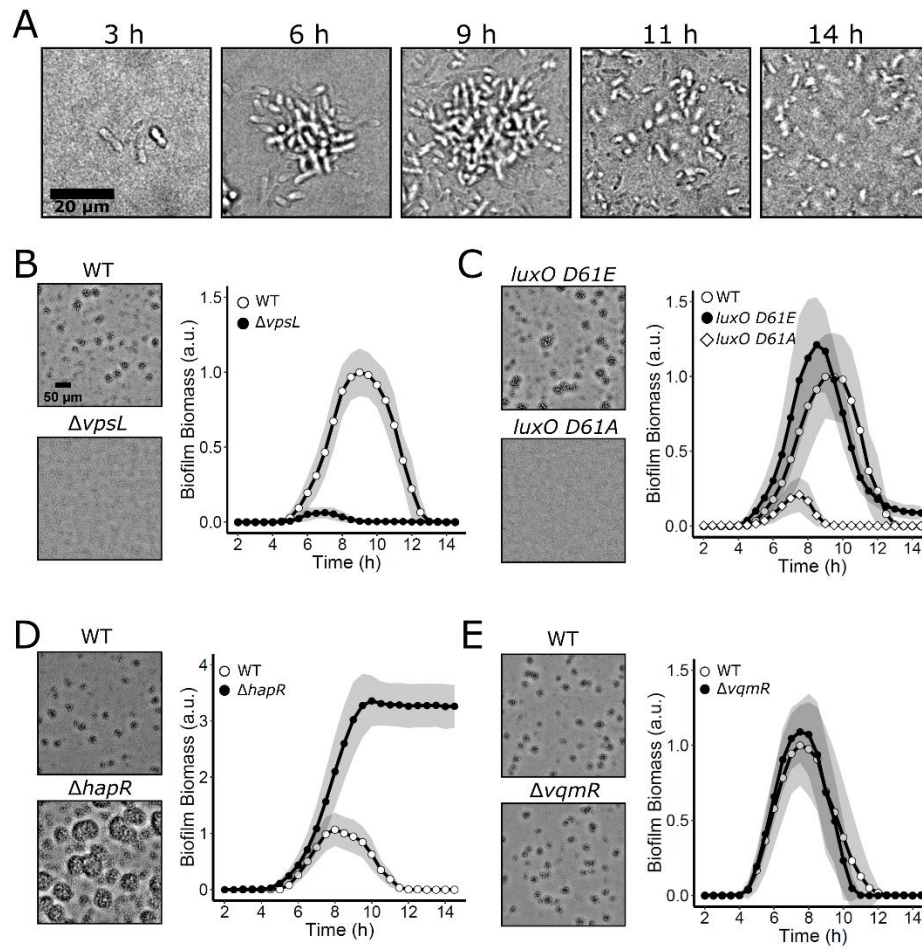 A
3 h 6 h 9 h 11 h 14 h
20 µm
B
WT
50 µm
ΔvpsL
Biofilm Biomass (a.u.)
1.5
1.0
0.5
0.0
WT
ΔvpsL
2 4 6 8 10 12 14
Time (h)
C
luxO D61E
luxO D61A
Biofilm Biomass (a.u.)
1.5
1.0
0.5
0.0
WT
luxO D61E
luxO D61A
2 4 6 8 10 12 14
Time (h)
D
WT
ΔhapR
Biofilm Biomass (a.u.)
4
3
2
1
0
WT
ΔhapR
2 4 6 8 10 12 14
Time (h)
E
WT
ΔvqmR
Biofilm Biomass (a.u.)
1.5
1.0
0.5
0.0
WT
ΔvqmR
2 4 6 8 10 12 14
Time (h)